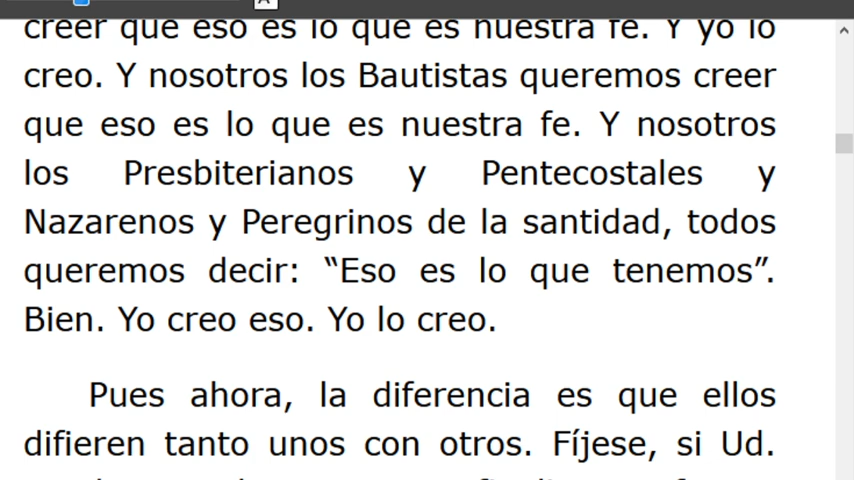 creer que eso es lo que es nuestra fe. Y yo lo
creo. Y nosotros los Bautistas queremos creer
que eso es lo que es nuestra fe. Y nosotros
los Presbiterianos y Pentecostales y
Nazarenos y Peregrinos de la santidad, todos
queremos decir: “Eso es lo que tenemos”.
Bien. Yo creo eso. Yo lo creo.
Pues ahora, la diferencia es que ellos
difieren tanto unos con otros. Fíjese, si Ud.